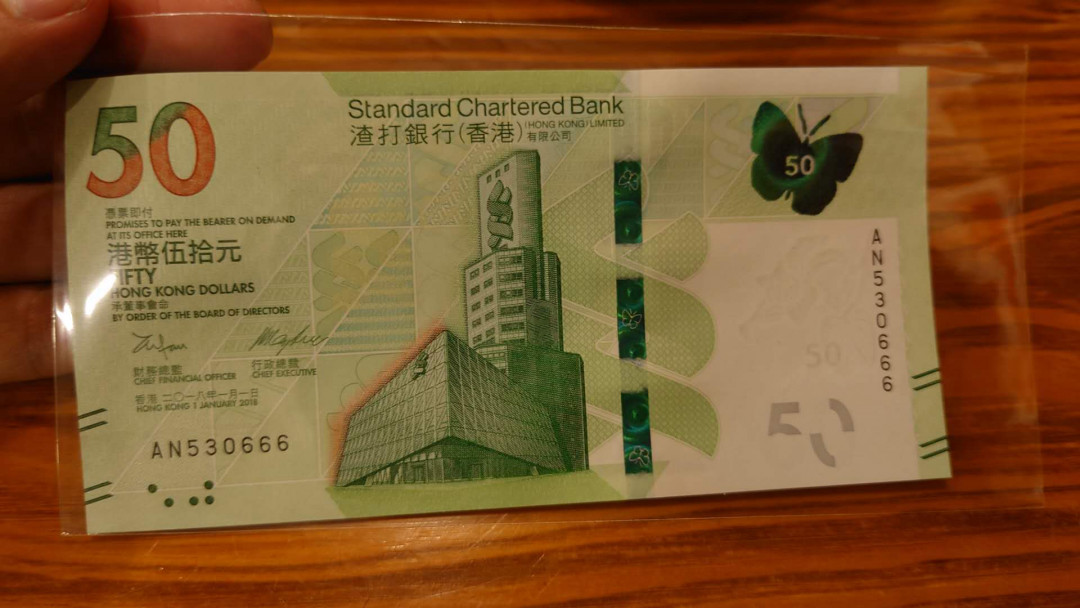 50
Standard Chartered Bank
渣打銀行(香港)
(HONG KONG) LIMITED
有限公司
50
憑票即付
PROMISES TO PAY THE BEARER ON DEMAND
AT ITS OFFICE HERE
港幣伍拾元
FIFTY
HONG KONG DOLLARS
承董事會命
BY ORDER OF THE BOARD OF DIRECTORS
財務總監
CHIEF FINANCIAL OFFICER
行政總裁
CHIEF EXECUTIVE
香港 二〇一八年一月一日
HONG KONG 1 JANUARY 2018
AN530666
AN530666
50
50